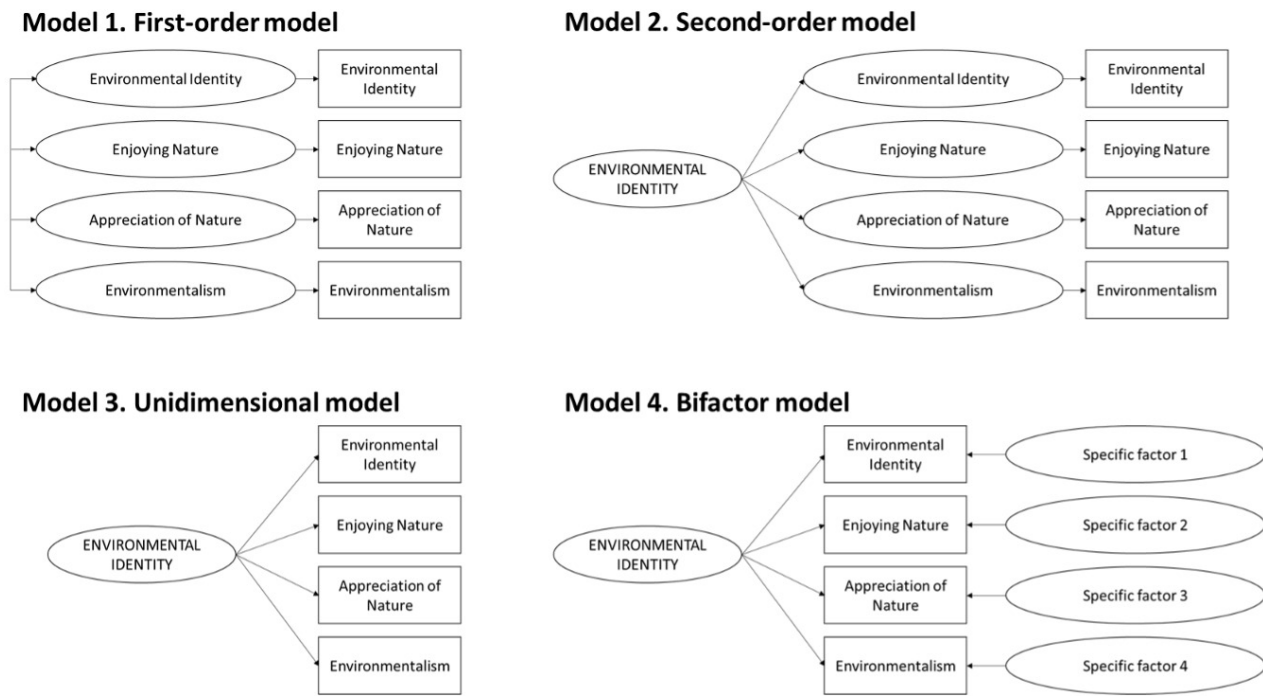 Model 1. First-order model
Environmental Identity
Environmental
Identity
Enjoying Nature
Enjoying Nature
Appreciation of Nature
Appreciation of
Nature
Environmentalism
Environmentalism
Model 2. Second-order model
ENVIRONMENTAL
IDENTITY
Environmental Identity
Environmental
Identity
Enjoying Nature
Enjoying Nature
Appreciation of Nature
Appreciation of
Nature
Environmentalism
Environmentalism
Model 3. Unidimensional model
ENVIRONMENTAL
IDENTITY
Environmental
Identity
Enjoying Nature
Appreciation of
Nature
Environmentalism
Model 4. Bifactor model
ENVIRONMENTAL
IDENTITY
Environmental
Identity
Specific factor 1
Enjoying Nature
Specific factor 2
Appreciation of
Nature
Specific factor 3
Environmentalism
Specific factor 4